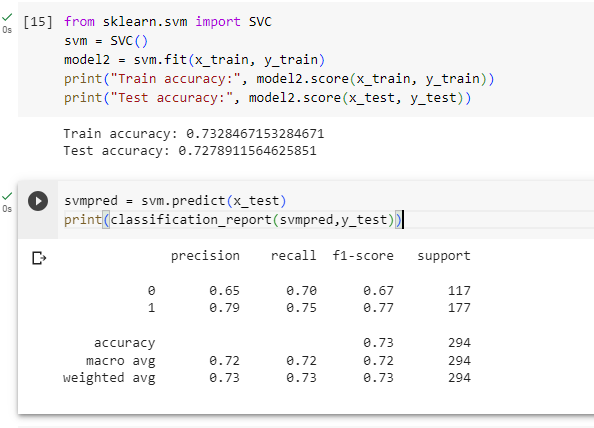 [15] from sklearn.svm import SVC
svm = SVC()
model2 = svm.fit(x_train, y_train)
print("Train accuracy:", model2.score(x_train, y_train))
print("Test accuracy:", model2.score(x_test, y_test))
0s
Train accuracy: 0.7328467153284671
Test accuracy: 0.7278911564625851
svmpred = svm.predict(x_test)
0s
print(classification_report(svmpred,y_test))
precision recall f1-score support
0 0.65 0.70 0.67 117
1 0.79 0.75 0.77 177
accuracy 0.73 294
macro avg 0.72 0.72 0.72 294
weighted avg 0.73 0.73 0.73 294